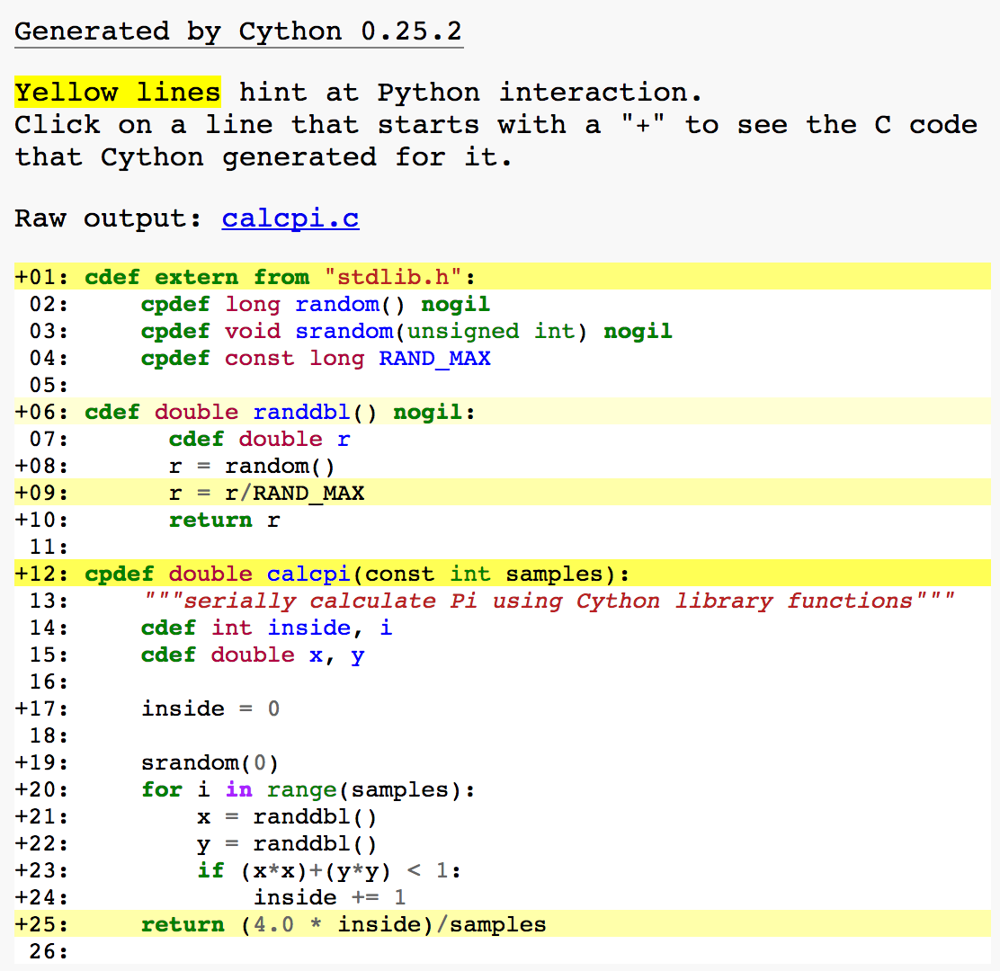 Generated by Cython 0.25.2
Yellow lines hint at Python interaction.
Click on a line that starts with a "+" to see the C code
that Cython generated for it.
Raw output: calcpi.c
+01: cdef extern from "stdlib.h":
 02:     cpdef long random() nogil
 03:     cpdef void srandom(unsigned int) nogil
 04:     cpdef const long RAND_MAX
 05:
+06: cdef double randdbl() nogil:
 07:       cdef double r
+08:       r = random()
+09:       r = r/RAND_MAX
+10:       return r
 11:
+12: cpdef double calcpi(const int samples):
 13:     """serially calculate Pi using Cython library functions"""
 14:     cdef int inside, i
 15:     cdef double x, y
 16:
+17:     inside = 0
 18:
+19:     srandom(0)
+20:     for i in range(samples):
+21:         x = randdbl()
+22:         y = randdbl()
+23:         if (x*x)+(y*y) < 1:
+24:             inside += 1
+25:     return (4.0 * inside)/samples
 26: